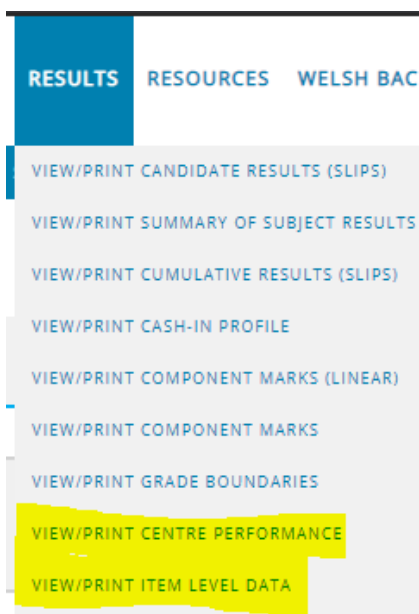 RESULTS RESOURCES WELSH BAC
VIEW/PRINT CANDIDATE RESULTS (SLIPS)
VIEW/PRINT SUMMARY OF SUBJECT RESULTS
VIEW/PRINT CUMULATIVE RESULTS (SLIPS)
VIEW/PRINT CASH-IN PROFILE
VIEW/PRINT COMPONENT MARKS (LINEAR)
VIEW/PRINT COMPONENT MARKS
VIEW/PRINT GRADE BOUNDARIES
VIEW/PRINT CENTRE PERFORMANCE
VIEW/PRINT ITEM LEVEL DATA